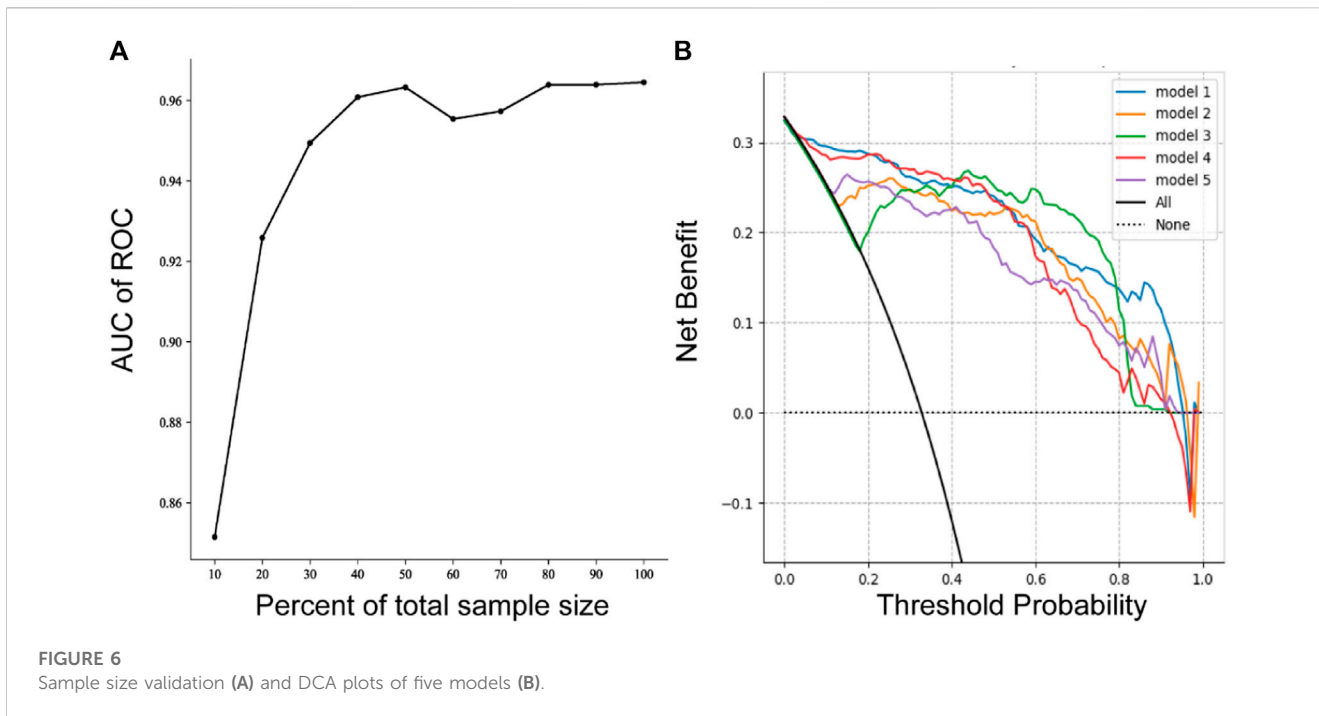 A
AUC of ROC
0.96
0.94
0.92
0.90
0.88
0.86
10 20 30 40 50 60 70 80 90 100
Percent of total sample size
B
Net Benefit
0.3
0.2
0.1
0.0
−0.1
model 1
model 2
model 3
model 4
model 5
All
None
0.0 0.2 0.4 0.6 0.8 1.0
Threshold Probability
FIGURE 6
Sample size validation (A) and DCA plots of five models (B).